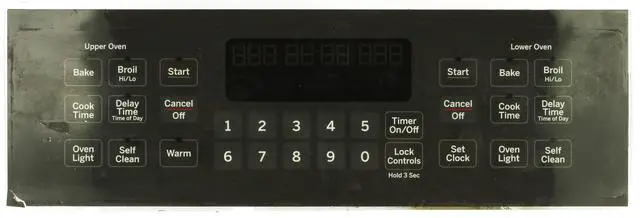 Upper Oven
Lower Oven
Bake
Broil
Hi/Lo
Start
Start
Bake
Broil
Hi/Lo
Cook
Time
Delay
Time
Time of Day
Cancel
Off
1 2 3 4 5
Timer
On/Off
Cancel
Off
Cook
Time
Delay
Time
Time of Day
Oven
Light
Self
Clean
Warm
6 7 8 9 0
Lock
Controls
Hold 3 Sec
Set
Clock
Oven
Light
Self
Clean